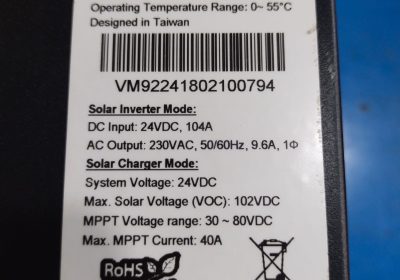 Operating Temperature Range: 0~ 55°C
Designed in Taiwan
VM92241802100794
Solar Inverter Mode:
DC Input: 24VDC, 104A
AC Output: 230VAC, 50/60Hz, 9.6A, 1Φ
Solar Charger Mode:
System Voltage: 24VDC
Max. Solar Voltage (VOC): 102VDC
MPPT Voltage range: 30 ~ 80VDC
Max. MPPT Current: 40A
RoHS